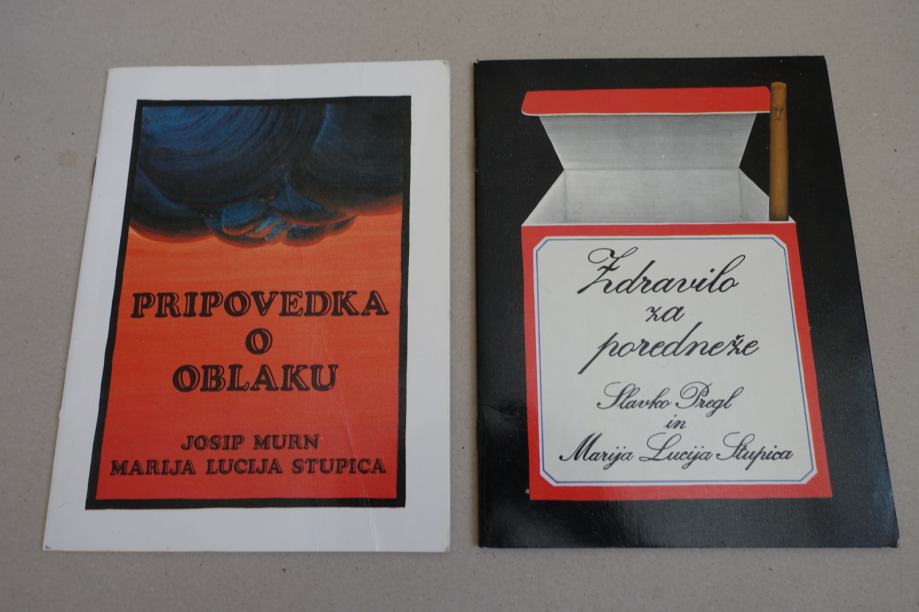 PRIPOVEDKA
O
OBLAKU
JOSIP MURN
MARIJA LUCIJA STUPICA
Zdravilo
za
poredneže
Slavko Pregl
in
Marija Lucija Stupica